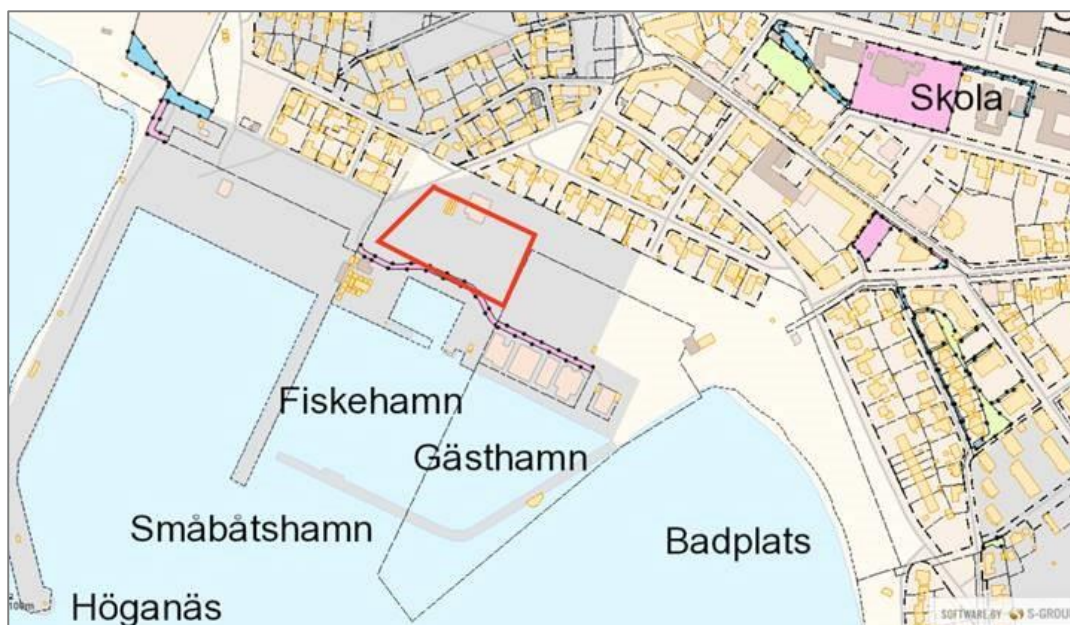 Skola
Fiskehamn
Gästhamn
Småbåtshamn
Badplats
Höganäs
SOFTWARE BY S-GROUP